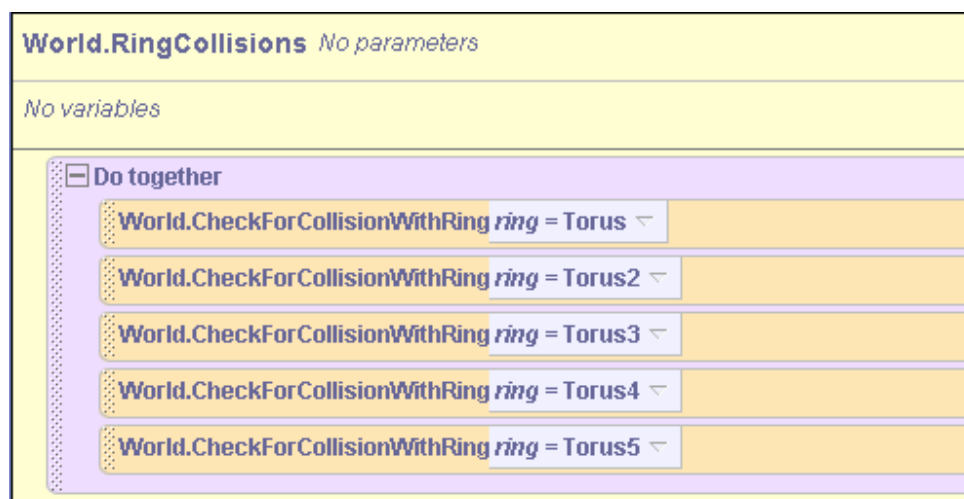 World.RingCollisions No parameters
No variables
Do together
World.CheckForCollisionWithRing ring = Torus
World.CheckForCollisionWithRing ring = Torus2
World.CheckForCollisionWithRing ring = Torus3
World.CheckForCollisionWithRing ring = Torus4
World.CheckForCollisionWithRing ring = Torus5